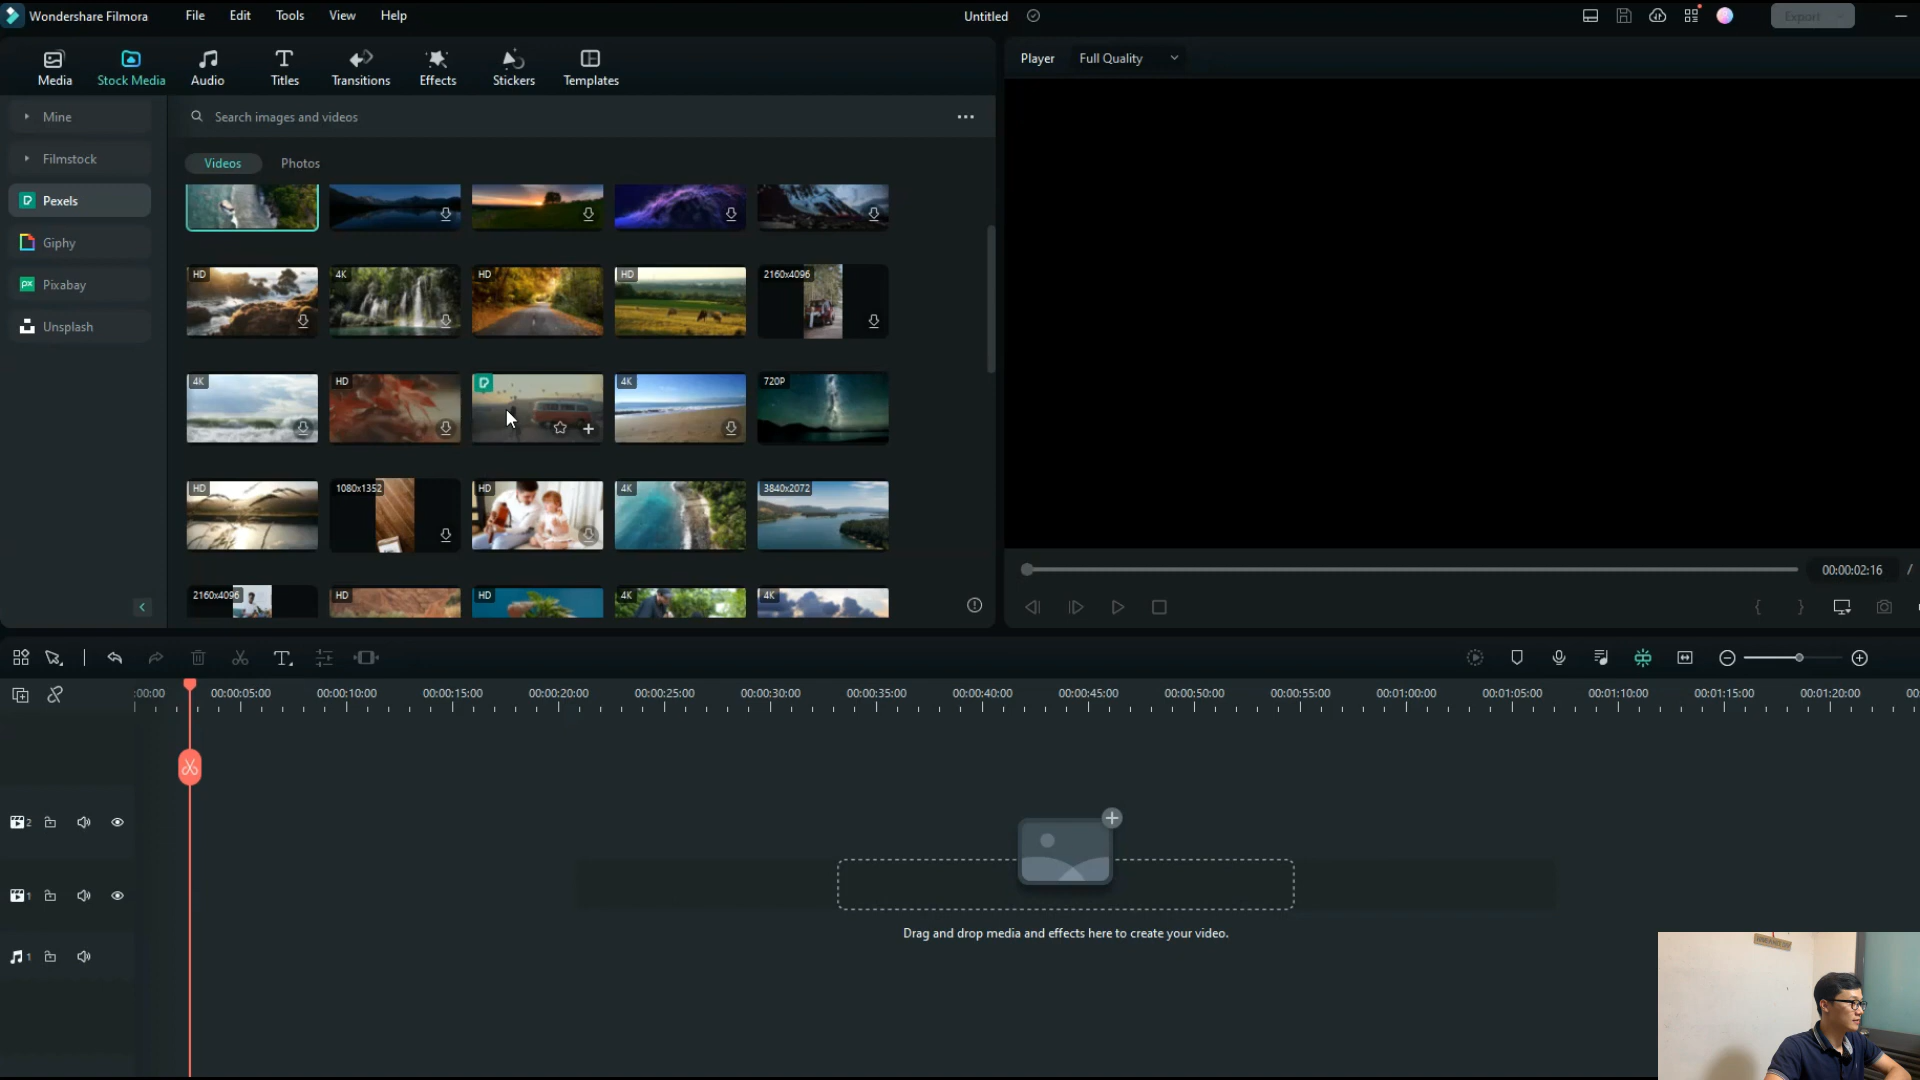 Wondershare Filmora
File
Edit
Tools
View
Help
Untitled
Export
Media
Stock Media
Audio
Titles
Transitions
Effects
Stickers
Templates
Player
Full Quality
Mine
Filmstock
Pexels
Giphy
Pixabay
Unsplash
Search images and videos
Videos
Photos
HD
4K
HD
HD
2160x4096
4K
HD
4K
720P
HD
1080x1352
HD
4K
3840x2072
2160x4096
HD
HD
4K
4K
00:00:02:16
/
:00:00
00:00:05:00
00:00:10:00
00:00:15:00
00:00:20:00
00:00:25:00
00:00:30:00
00:00:35:00
00:00:40:00
00:00:45:00
00:00:50:00
00:00:55:00
00:01:00:00
00:01:05:00
00:01:10:00
00:01:15:00
00:01:20:00
00:
2
1
1
Drag and drop media and effects here to create your video.